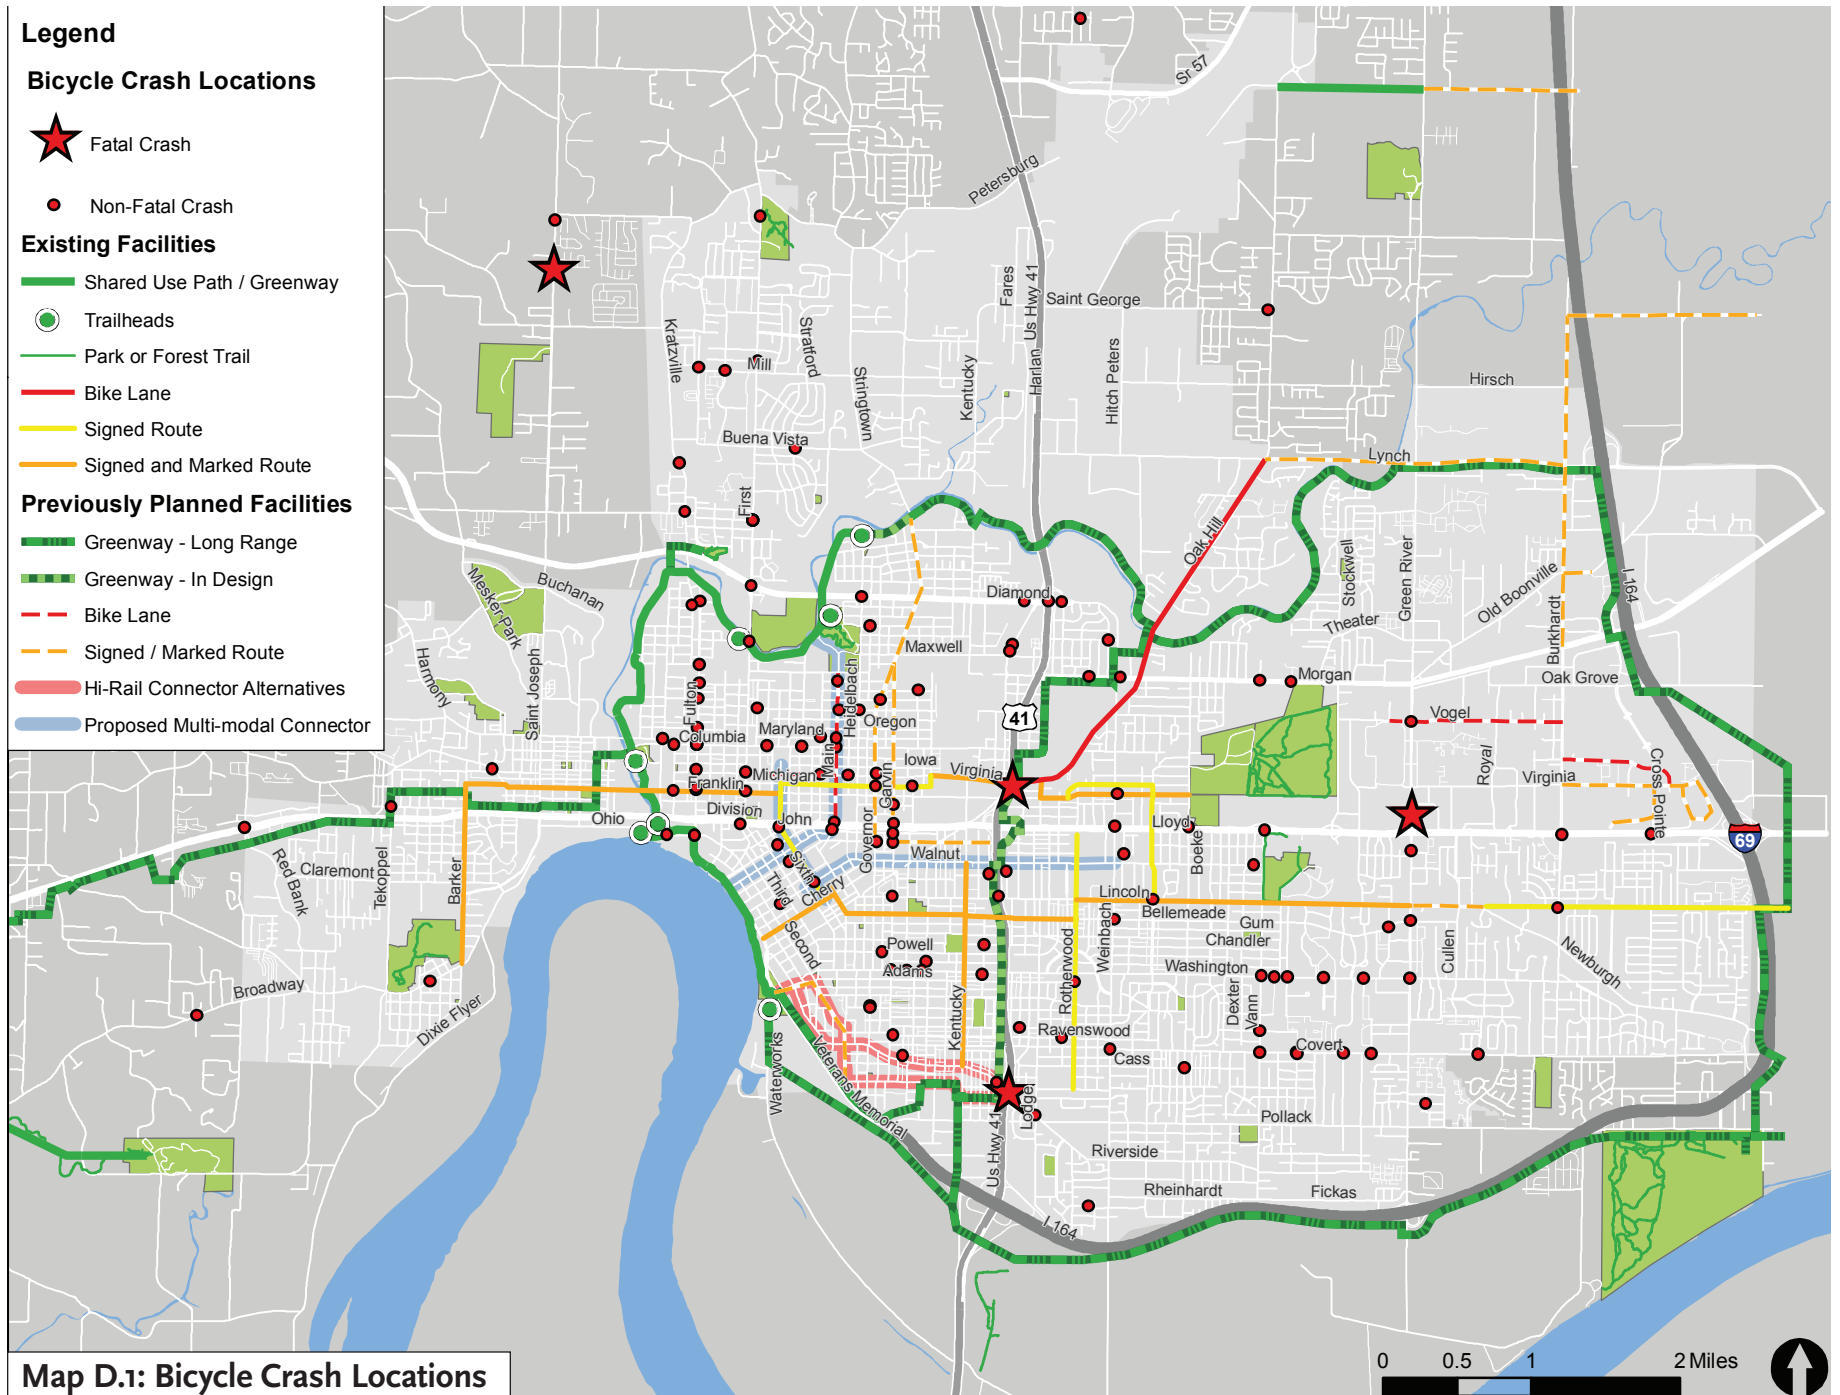 Legend
Bicycle Crash Locations
Fatal Crash
Non-Fatal Crash
Existing Facilities
Shared Use Path / Greenway
Trailheads
Park or Forest Trail
Bike Lane
Signed Route
Signed and Marked Route
Previously Planned Facilities
Greenway - Long Range
Greenway - In Design
Bike Lane
Signed / Marked Route
Hi-Rail Connector Alternatives
Proposed Multi-modal Connector
Sr 57
Petersburg
Fares
Us Hwy 41
Harlan
Saint George
Kratzville
Stratford
Mill
Stringtown
Kentucky
Hitch Peters
Hirsch
Buena Vista
Lynch
First
Oak Hill
Stockwell
Green River
Old Boonville
I 164
Mesker Park
Buchanan
Diamond
Theater
Burkhardt
Harmony
Saint Joseph
Maxwell
Heidelbach
Morgan
Oak Grove
Fulton
Oregon
41
Vogel
Columbia
Maryland
Main
Iowa
Royal
Cross Pointe
Franklin
Michigan
Garvin
Virginia
Virginia
Division
Ohio
John
Governor
Lloyd
69
Walnut
Boeke
Red Bank
Claremont
Tekoppel
Barker
Sixth
Third
Cherry
Lincoln
Bellemeade
Second
Gum
Chandler
Weinbach
Powell
Adams
Cullen
Newburgh
Washington
Rotherwood
Broadway
Dixie Flyer
Kentucky
Dexter
Vann
Ravenswood
Cass
Covert
Waterworks
Veterans Memorial
Lodge
Us Hwy 41
Pollack
Riverside
Rheinhardt
Fickas
I 164
0 0.5 1 2 Miles
Map D.1: Bicycle Crash Locations